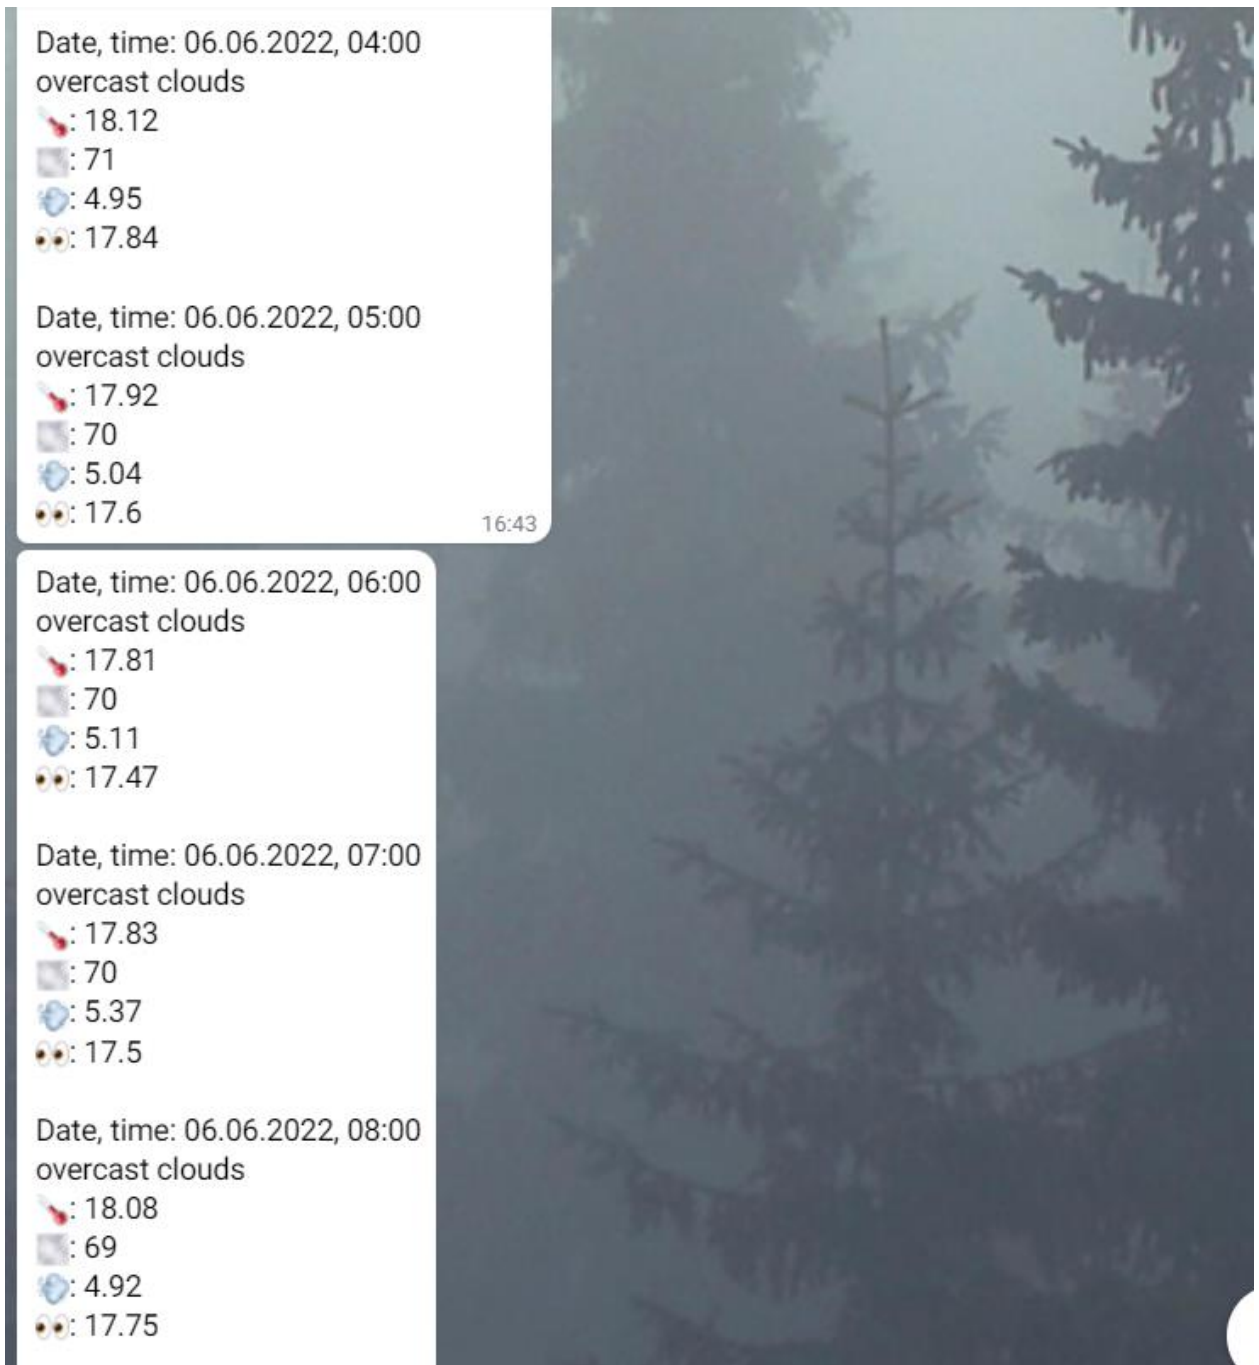 Date, time: 06.06.2022, 04:00
overcast clouds
🌡: 18.12
🌫: 71
💨: 4.95
👀: 17.84
Date, time: 06.06.2022, 05:00
overcast clouds
🌡: 17.92
🌫: 70
💨: 5.04
👀: 17.6
16:43
Date, time: 06.06.2022, 06:00
overcast clouds
🌡: 17.81
🌫: 70
💨: 5.11
👀: 17.47
Date, time: 06.06.2022, 07:00
overcast clouds
🌡: 17.83
🌫: 70
💨: 5.37
👀: 17.5
Date, time: 06.06.2022, 08:00
overcast clouds
🌡: 18.08
🌫: 69
💨: 4.92
👀: 17.75